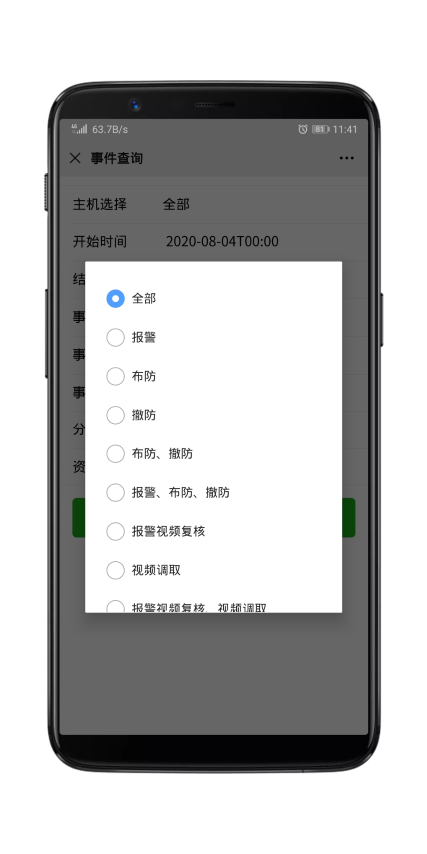 63.7B/s
81
11:41
事件查询
主机选择 全部
开始时间 2020-08-04T00:00
结
事
事
事
分
资
全部
报警
布防
撤防
布防、撤防
报警、布防、撤防
报警视频复核
视频调取
报警视频复核、视频调取